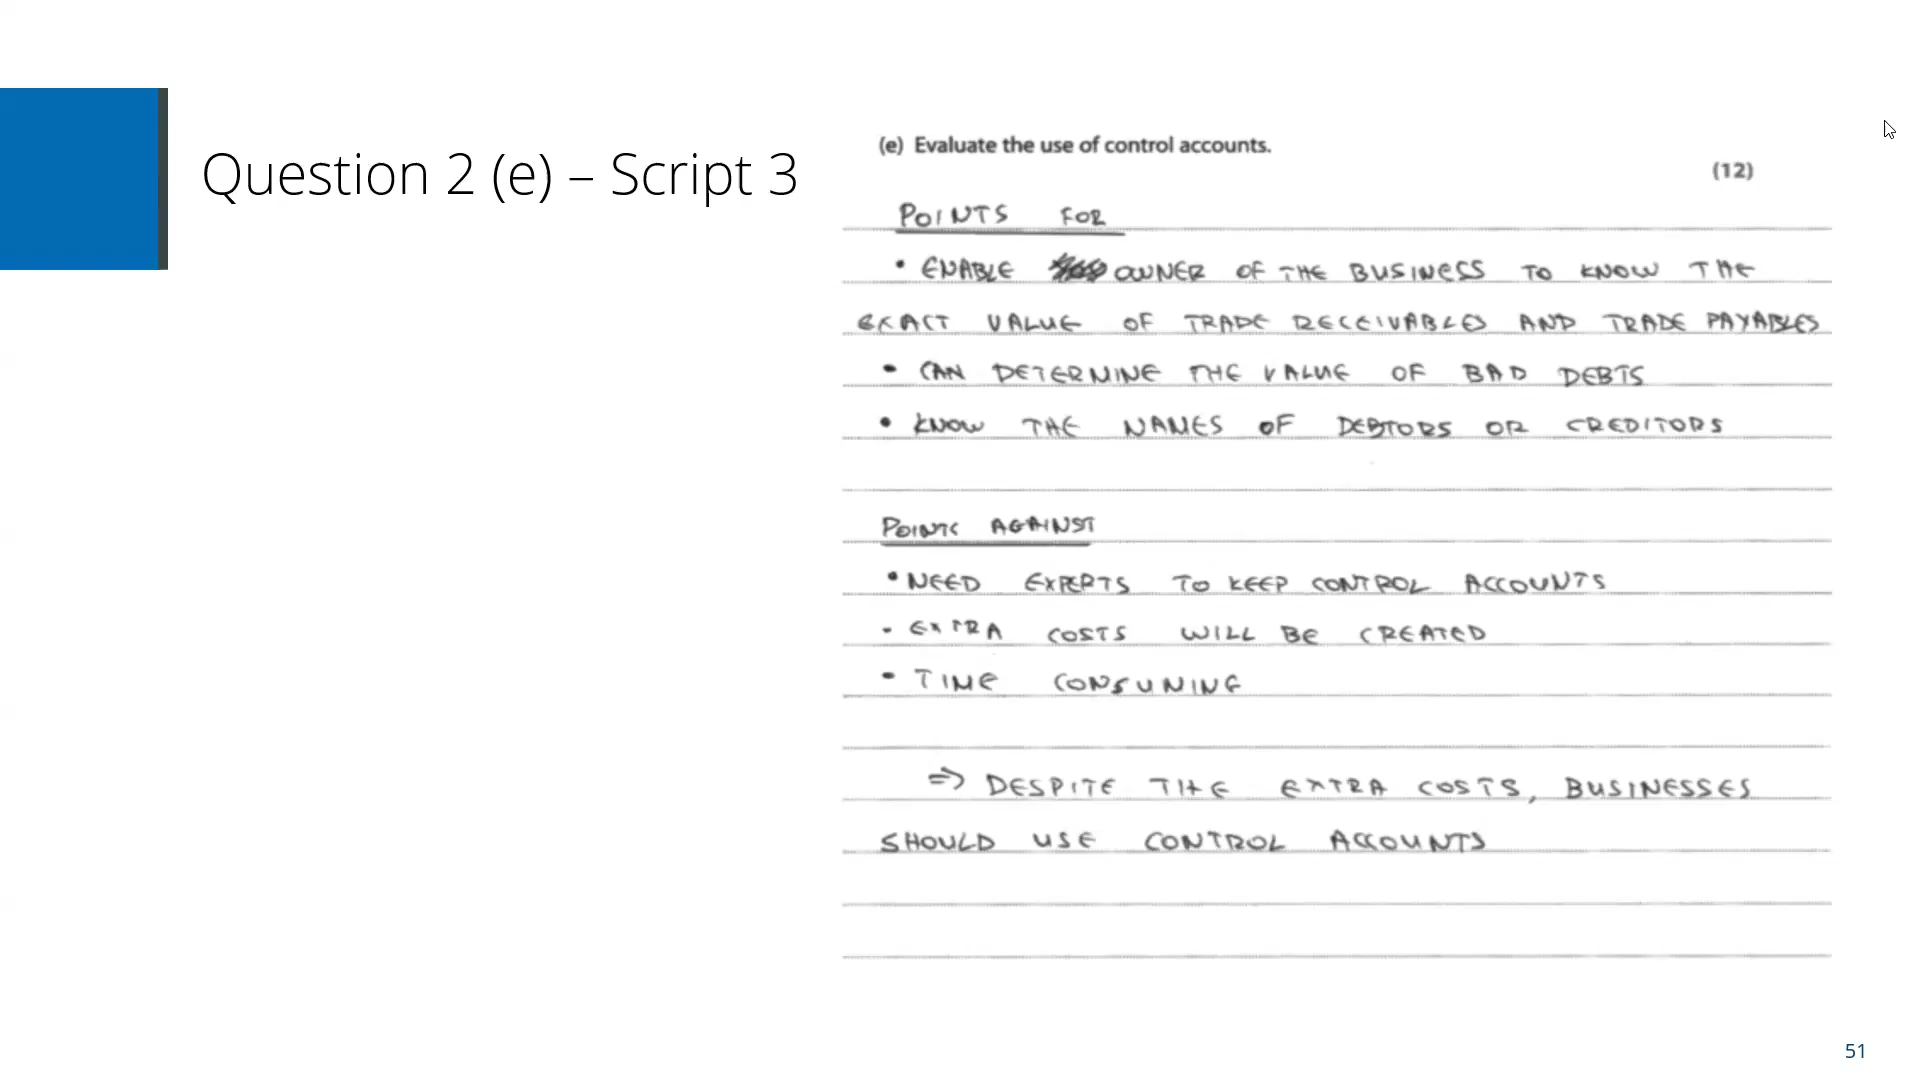 Question 2 (e) – Script 3
(e) Evaluate the use of control accounts.
(12)
POINTS FOR
• ENABLE OWNER OF THE BUSINESS TO KNOW THE
EXACT VALUE OF TRADE RECEIVABLES AND TRADE PAYABLES
• CAN DETERMINE THE VALUE OF BAD DEBTS
• KNOW THE NAMES OF DEBTORS OR CREDITORS
POINTS AGAINST
• NEED EXPERTS TO KEEP CONTROL ACCOUNTS
• EXTRA COSTS WILL BE CREATED
• TIME CONSUMING
⇒ DESPITE THE EXTRA COSTS, BUSINESSES
SHOULD USE CONTROL ACCOUNTS
51